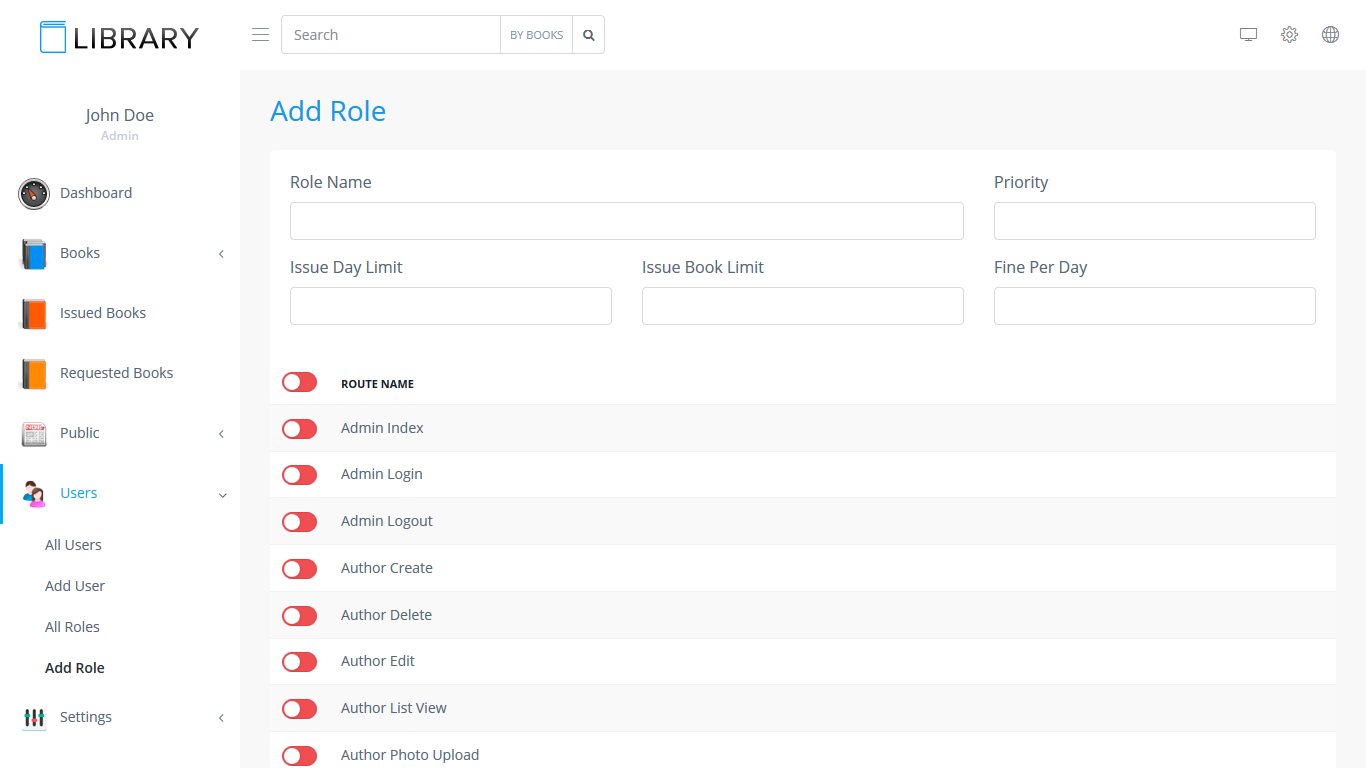 LIBRARY
Search
BY BOOKS
John Doe
Admin
Dashboard
Books
Issued Books
Requested Books
Public
Users
All Users
Add User
All Roles
Add Role
Settings
Add Role
Role Name
Priority
Issue Day Limit
Issue Book Limit
Fine Per Day
ROUTE NAME
Admin Index
Admin Login
Admin Logout
Author Create
Author Delete
Author Edit
Author List View
Author Photo Upload